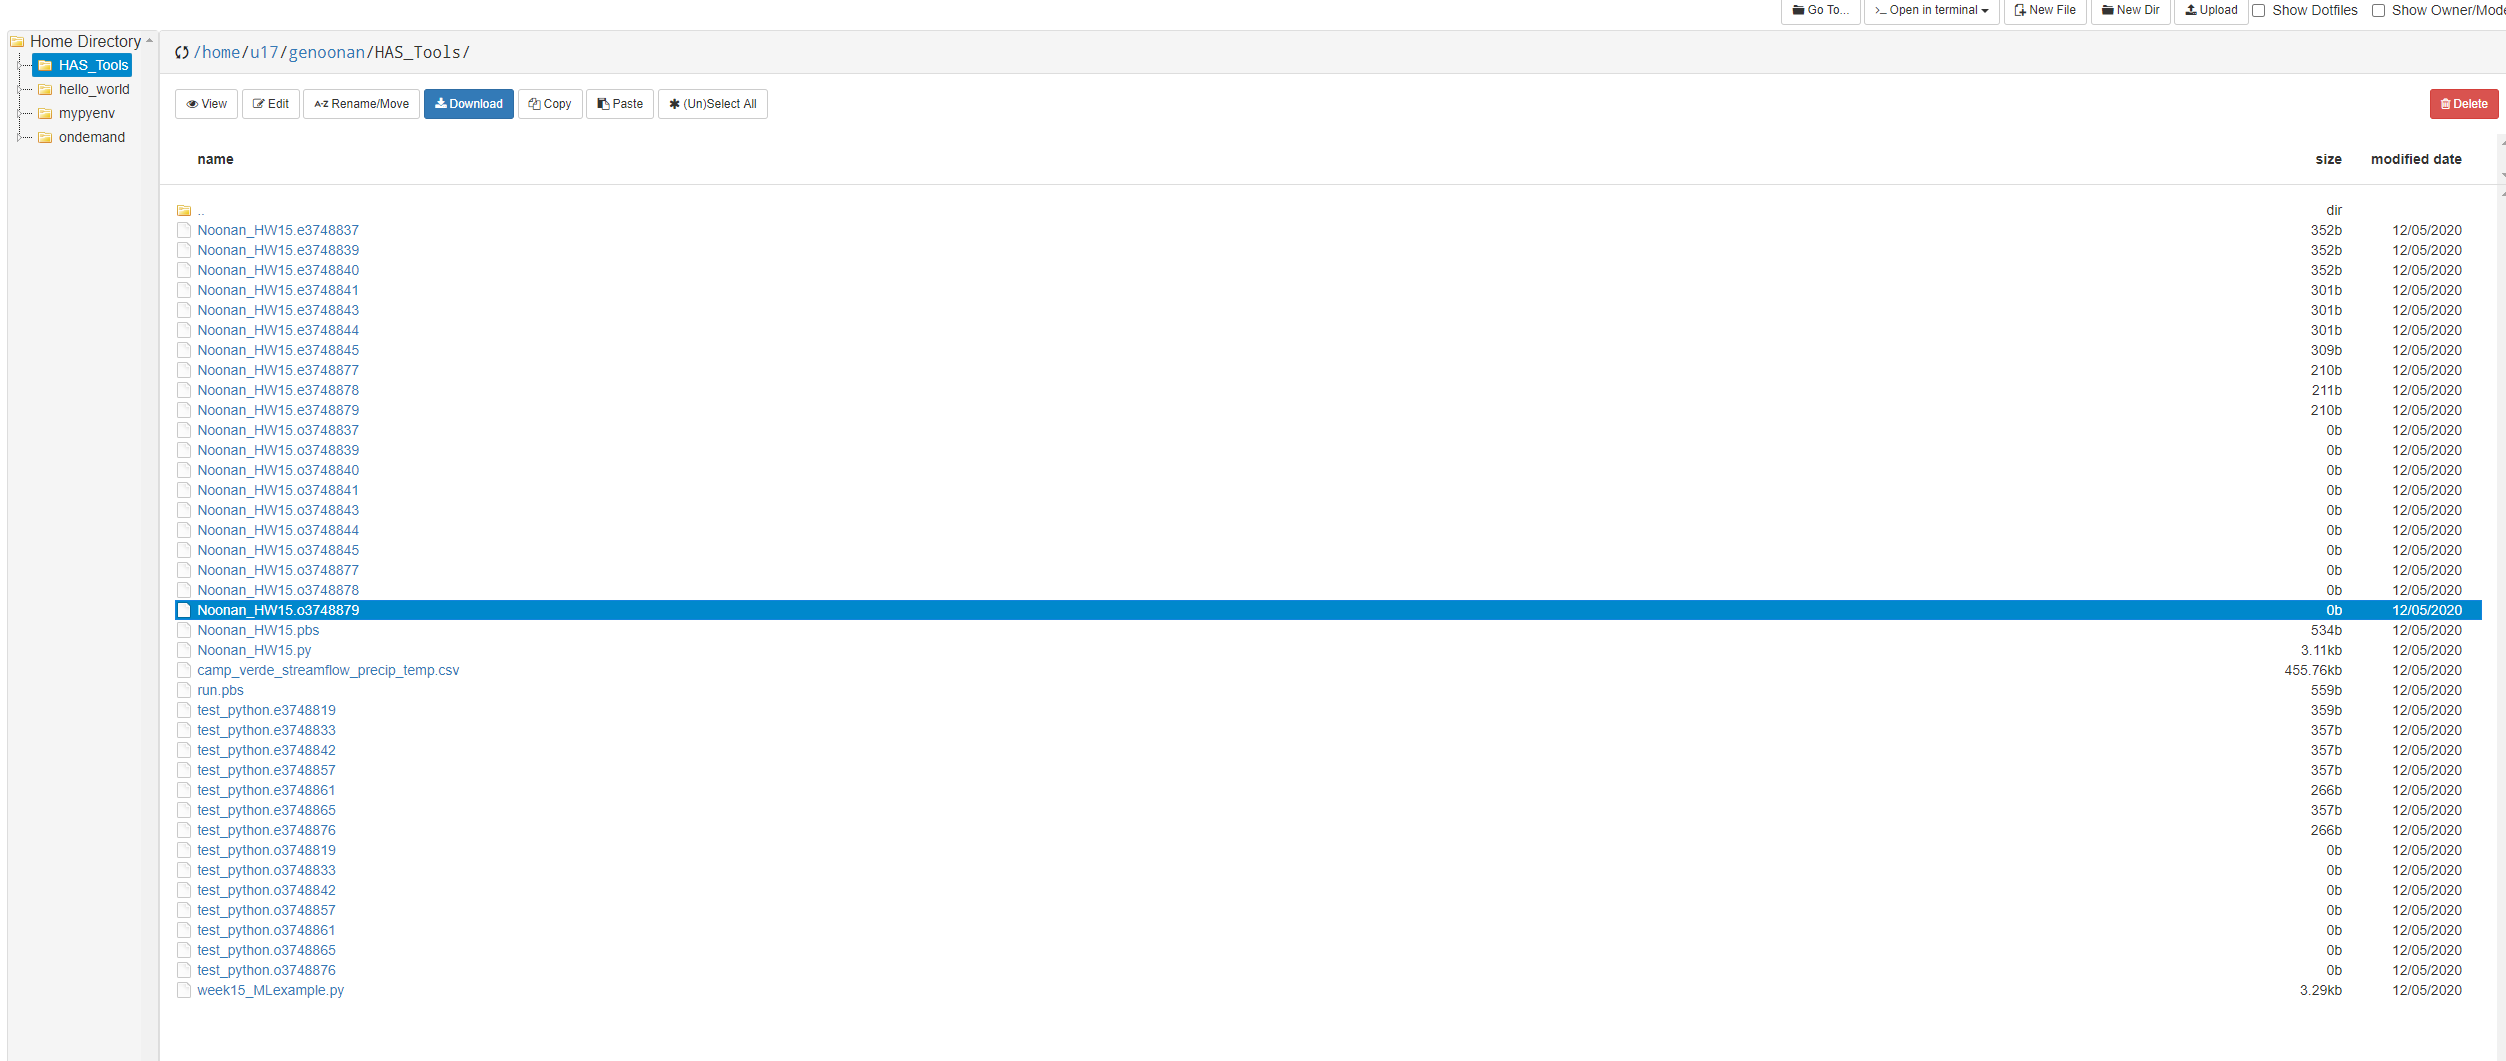 Go To... Open in terminal New File New Dir Upload Show Dotfiles Show Owner/Mode
Home Directory
HAS_Tools
hello_world
mypyenv
ondemand
/home/u17/genoonan/HAS_Tools/
View Edit A-Z Rename/Move Download Copy Paste (Un)Select All Delete
name size modified date
.. dir
Noonan_HW15.e3748837 352b 12/05/2020
Noonan_HW15.e3748839 352b 12/05/2020
Noonan_HW15.e3748840 352b 12/05/2020
Noonan_HW15.e3748841 301b 12/05/2020
Noonan_HW15.e3748843 301b 12/05/2020
Noonan_HW15.e3748844 301b 12/05/2020
Noonan_HW15.e3748845 309b 12/05/2020
Noonan_HW15.e3748877 210b 12/05/2020
Noonan_HW15.e3748878 211b 12/05/2020
Noonan_HW15.e3748879 210b 12/05/2020
Noonan_HW15.o3748837 0b 12/05/2020
Noonan_HW15.o3748839 0b 12/05/2020
Noonan_HW15.o3748840 0b 12/05/2020
Noonan_HW15.o3748841 0b 12/05/2020
Noonan_HW15.o3748843 0b 12/05/2020
Noonan_HW15.o3748844 0b 12/05/2020
Noonan_HW15.o3748845 0b 12/05/2020
Noonan_HW15.o3748877 0b 12/05/2020
Noonan_HW15.o3748878 0b 12/05/2020
Noonan_HW15.o3748879 0b 12/05/2020
Noonan_HW15.pbs 534b 12/05/2020
Noonan_HW15.py 3.11kb 12/05/2020
camp_verde_streamflow_precip_temp.csv 455.76kb 12/05/2020
run.pbs 559b 12/05/2020
test_python.e3748819 359b 12/05/2020
test_python.e3748833 357b 12/05/2020
test_python.e3748842 357b 12/05/2020
test_python.e3748857 357b 12/05/2020
test_python.e3748861 266b 12/05/2020
test_python.e3748865 357b 12/05/2020
test_python.e3748876 266b 12/05/2020
test_python.o3748819 0b 12/05/2020
test_python.o3748833 0b 12/05/2020
test_python.o3748842 0b 12/05/2020
test_python.o3748857 0b 12/05/2020
test_python.o3748861 0b 12/05/2020
test_python.o3748865 0b 12/05/2020
test_python.o3748876 0b 12/05/2020
week15_MLexample.py 3.29kb 12/05/2020